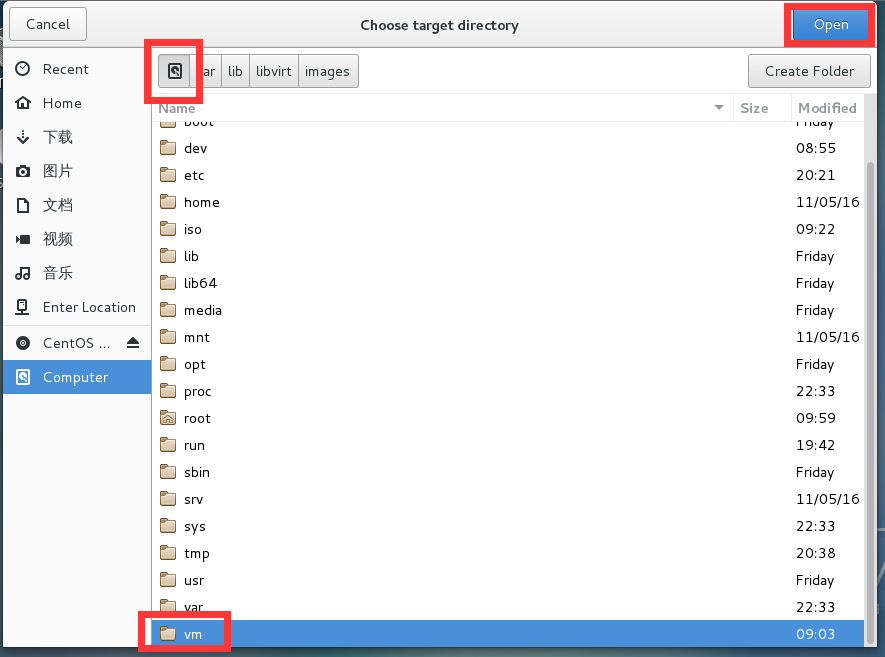 Cancel Choose target directory Open
ar lib libvirt images Create Folder
Name Size Modified
Recent
Home
下载
图片
文档
视频
音乐
Enter Location
CentOS ...
Computer
boot Friday
dev 08:55
etc 20:21
home 11/05/16
iso 09:22
lib Friday
lib64 Friday
media Friday
mnt 11/05/16
opt Friday
proc 22:33
root 09:59
run 19:42
sbin Friday
srv 11/05/16
sys 22:33
tmp 20:38
usr Friday
var 22:33
vm 09:03